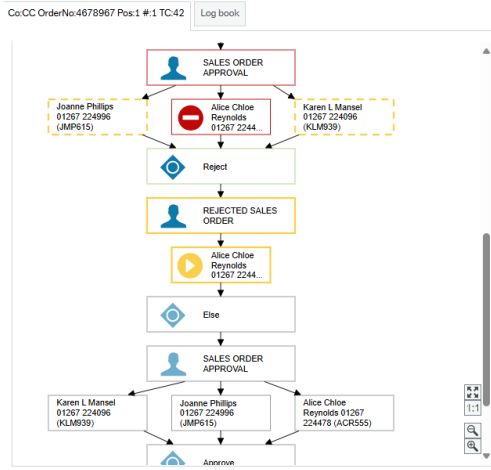 Co:CC OrderNo:4678967 Pos:1 #:1 TC:42
Log book
SALES ORDER
APPROVAL
Joanne Phillips
01267 224996
(JMP615)
Alice Chloe
Reynolds
01267 2244...
Karen L Mansel
01267 224096
(KLM939)
Reject
REJECTED SALES
ORDER
Alice Chloe
Reynolds
01267 2244...
Else
SALES ORDER
APPROVAL
Karen L Mansel
01267 224096
(KLM939)
Joanne Phillips
01267 224996
(JMP615)
Alice Chloe
Reynolds 01267
224478 (ACR555)
Approve
1:1